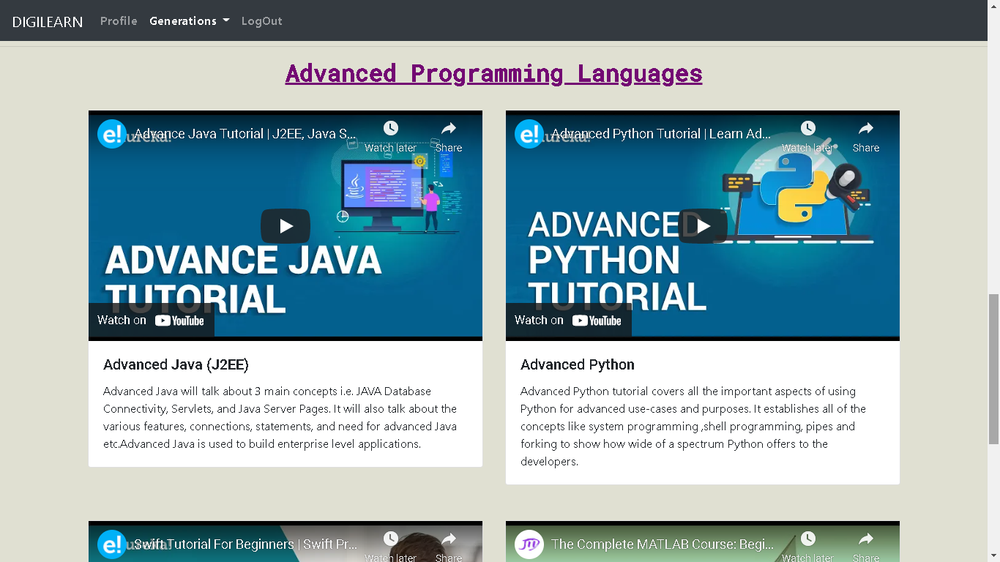 DIGILEARN Profile Generations LogOut
Advanced Programming Languages
Advance Java Tutorial | J2EE, Java S...
Watch later Share
ADVANCE JAVA
TUTORIAL
Watch on YouTube
Advanced Java (J2EE)
Advanced Java will talk about 3 main concepts i.e. JAVA Database
Connectivity, Servlets, and Java Server Pages. It will also talk about the
various features, connections, statements, and need for advanced Java
etc.Advanced Java is used to build enterprise level applications.
Advanced Python Tutorial | Learn Ad...
Watch later Share
ADVANCED
PYTHON
TUTORIAL
Watch on YouTube
Advanced Python
Advanced Python tutorial covers all the important aspects of using
Python for advanced use-cases and purposes. It establishes all of the
concepts like system programming ,shell programming, pipes and
forking to show how wide of a spectrum Python offers to the
developers.
Swift Tutorial For Beginners | Swift Pr...
Watch later Share
The Complete MATLAB Course: Begi...
Watch later Share